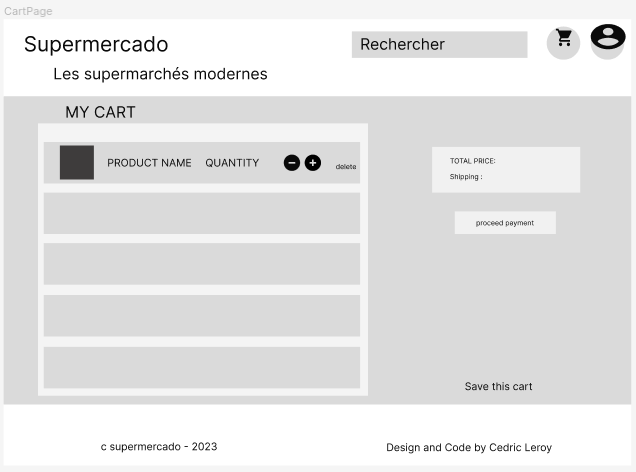 CartPage
Supermercado
Rechercher
Les supermarchés modernes
MY CART
PRODUCT NAME QUANTITY delete
TOTAL PRICE:
Shipping :
proceed payment
Save this cart
c supermercado - 2023
Design and Code by Cedric Leroy